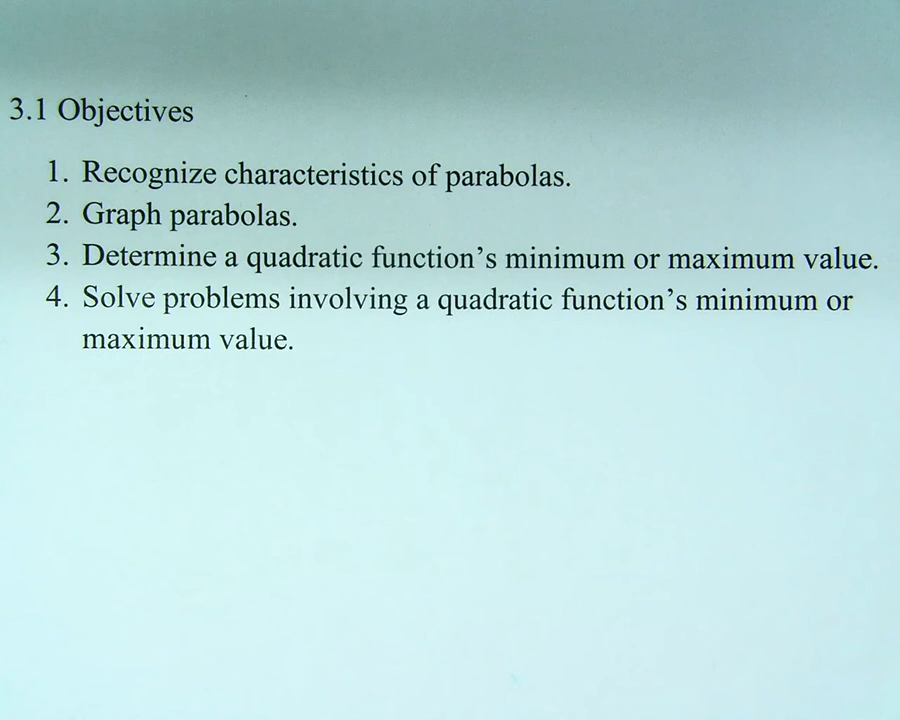 3.1 Objectives
1. Recognize characteristics of parabolas.
2. Graph parabolas.
3. Determine a quadratic function’s minimum or maximum value.
4. Solve problems involving a quadratic function’s minimum or
maximum value.